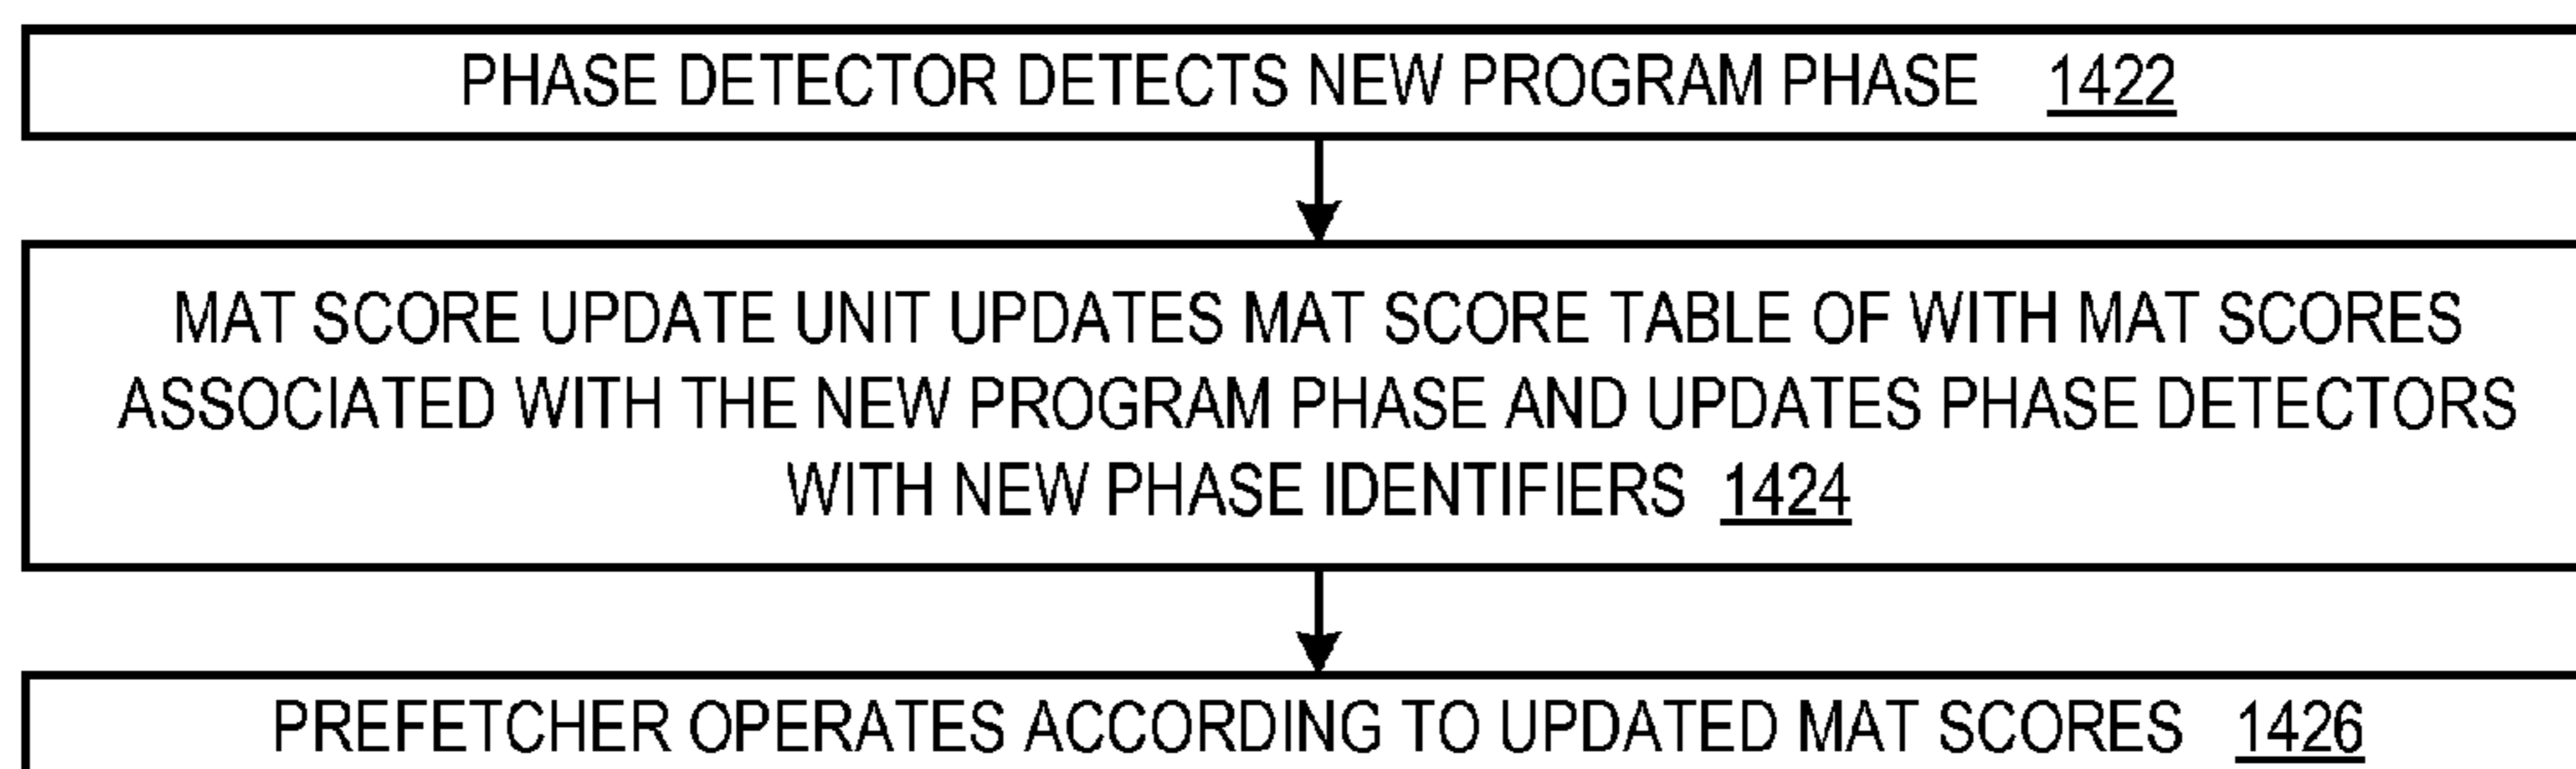 PHASE DETECTOR DETECTS NEW PROGRAM PHASE 1422
MAT SCORE UPDATE UNIT UPDATES MAT SCORE TABLE OF WITH MAT SCORES
ASSOCIATED WITH THE NEW PROGRAM PHASE AND UPDATES PHASE DETECTORS
WITH NEW PHASE IDENTIFIERS 1424
PREFETCHER OPERATES ACCORDING TO UPDATED MAT SCORES 1426